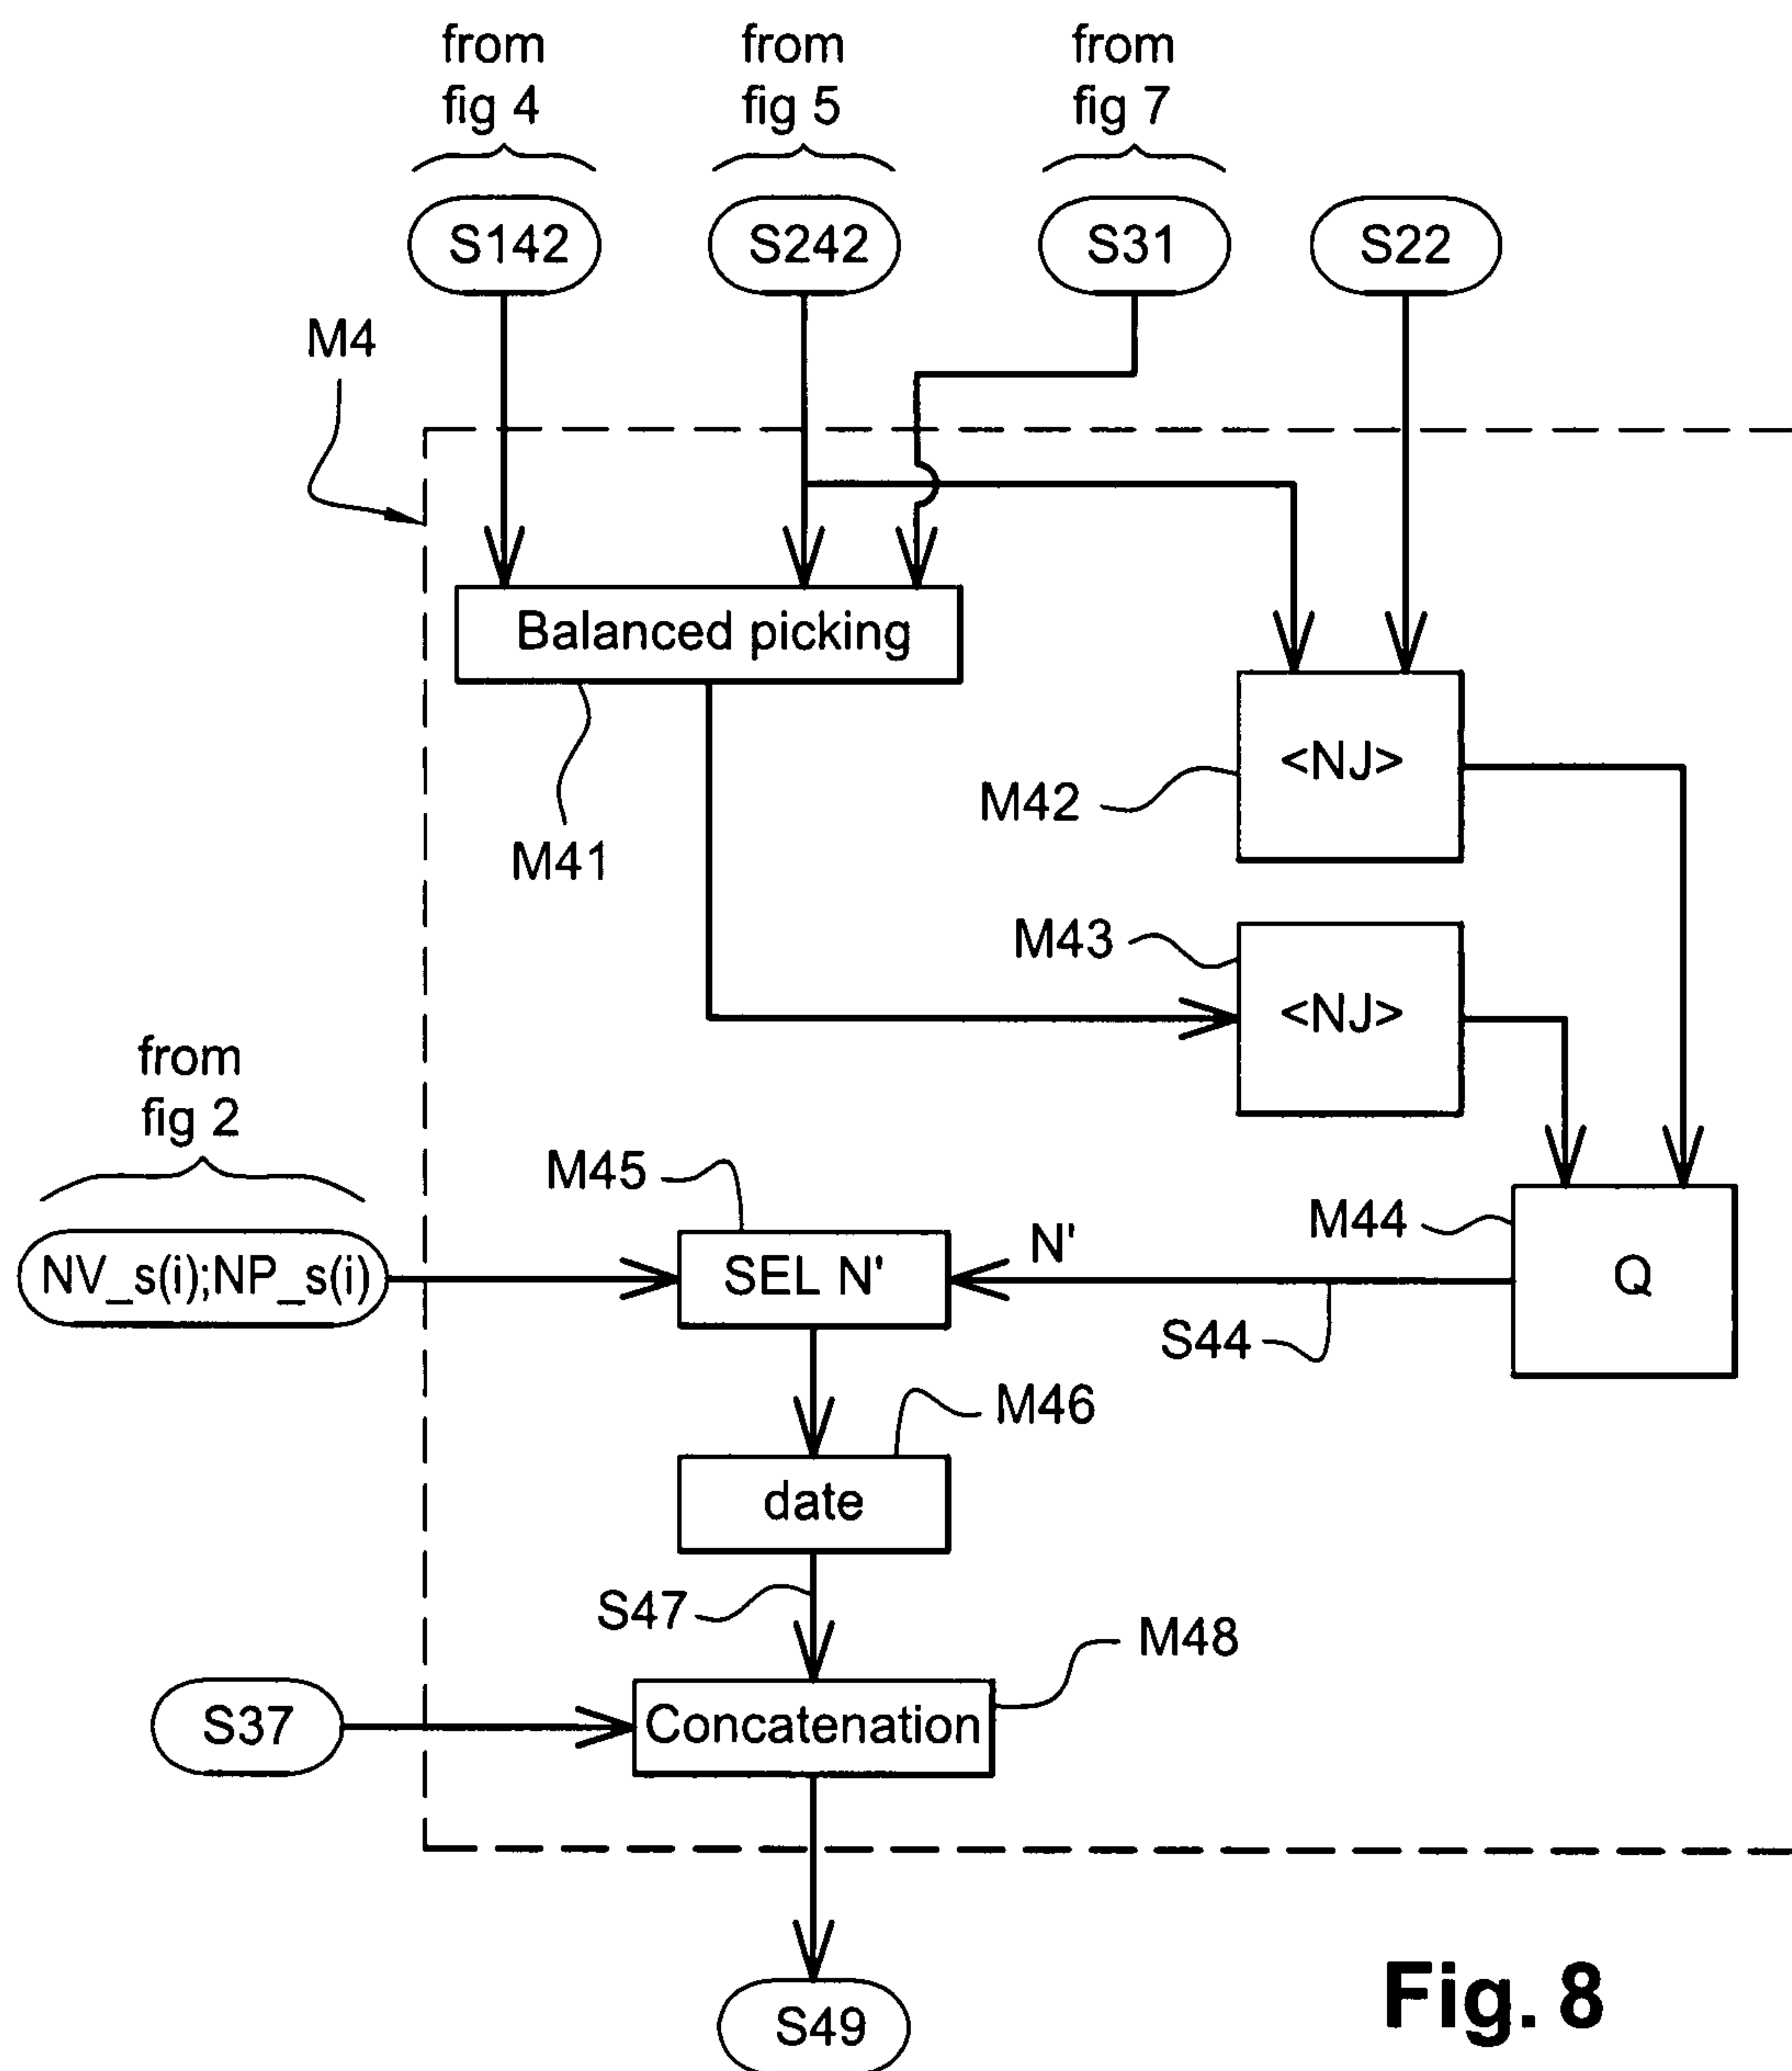 from
fig 4
from
fig 5
from
fig 7
S142
S242
S31
S22
M4
Balanced picking
<NJ>
M42
M41
M43
<NJ>
from
fig 2
M45
M44
NV_s(i);NP_s(i)
SEL N'
N'
Q
S44
M46
date
S47
M48
S37
Concatenation
S49
Fig. 8